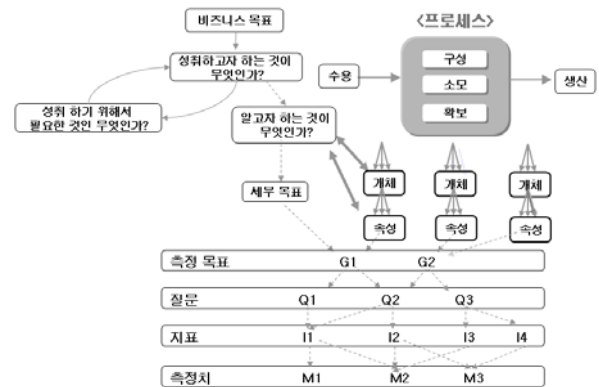 비즈니스 목표
<프로세스>
성취하고자 하는 것이
무엇인가?
수용
구성
소모
확보
생산
성취 하기 위해서
필요한 것인 무엇인가?
알고자 하는 것이
무엇인가?
세부 목표
개체
개체
개체
속성
속성
속성
측정 목표 G1 G2
질문 Q1 Q2 Q3
지표 I1 I2 I3 I4
측정치 M1 M2 M3